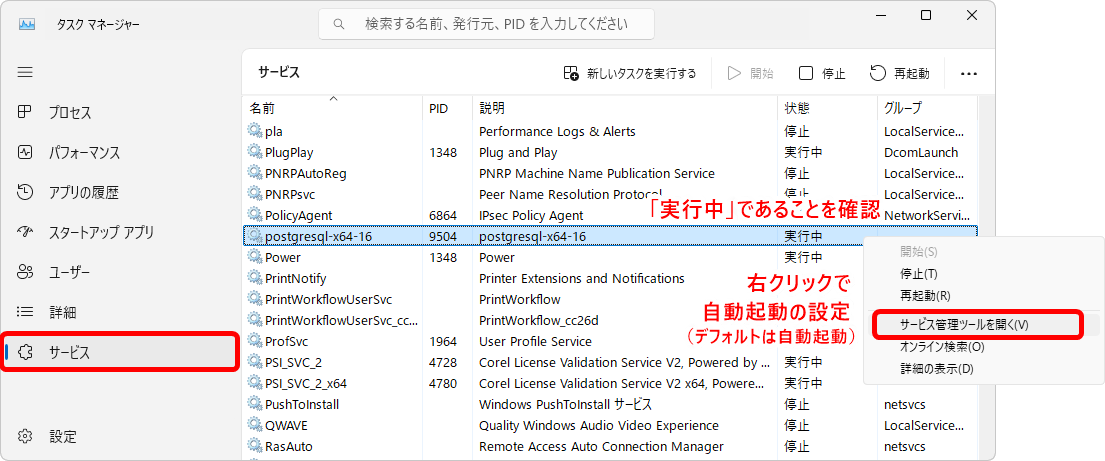 タスク マネージャー
検索する名前、発行元、PID を入力してください
プロセス
パフォーマンス
アプリの履歴
スタートアップ アプリ
ユーザー
詳細
サービス
設定
サービス 新しいタスクを実行する 開始 停止 再起動 ...
名前 PID 説明 状態 グループ
pla Performance Logs & Alerts 停止 LocalService...
PlugPlay 1348 Plug and Play 実行中 DcomLaunch
PNRPAutoReg PNRP Machine Name Publication Service 停止 LocalService...
PNRPsvc Peer Name Resolution Protocol 停止 LocalService...
PolicyAgent 6864 IPsec Policy Agent NetworkServi...
「実行中」であることを確認
postgresql-x64-16 9504 postgresql-x64-16 実行中
Power 1348 Power 実行中
PrintNotify Printer Extensions and Notifications
PrintWorkflowUserSvc PrintWorkflow
PrintWorkflowUserSvc_cc... PrintWorkflow_cc26d
ProfSvc 1964 User Profile Service
PSI_SVC_2 4728 Corel License Validation Service V2, Powered by ... 実行中
PSI_SVC_2_x64 4780 Corel License Validation Service V2 x64, Powere... 実行中
PushToInstall Windows PushToInstall サービス 停止 netsvcs
QWAVE Quality Windows Audio Video Experience 停止 LocalService...
RasAuto Remote Access Auto Connection Manager 停止 netsvcs
右クリックで
自動起動の設定
（デフォルトは自動起動）
開始(S)
停止(T)
再起動(R)
サービス管理ツールを開く(V)
オンライン検索(O)
詳細の表示(D)